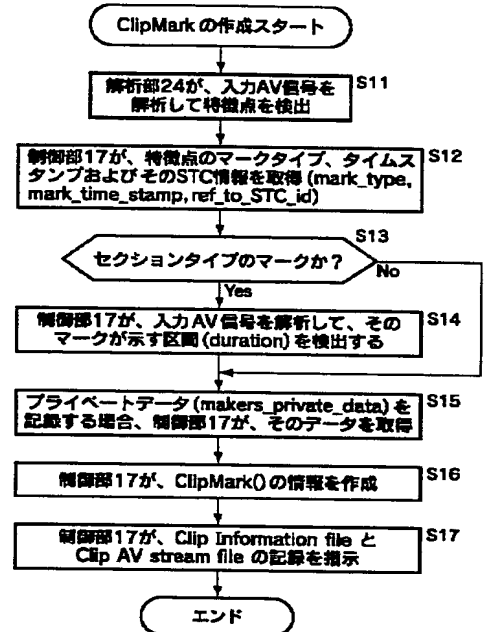 ClipMark の作成スタート
解析部24が、入力AV信号を
解析して特徴点を検出
S11
制御部17が、特徴点のマークタイプ、タイムス
タンプおよびそのSTC情報を取得 (mark_type,
mark_time_stamp, ref_to_STC_id)
S12
セクションタイプのマークか?
S13
No
Yes
制御部17が、入力AV信号を解析して、その
マークが示す区間 (duration) を検出する
S14
プライベートデータ (makers_private_data) を
記録する場合、制御部17が、そのデータを取得
S15
制御部17が、ClipMark()の情報を作成
S16
制御部17が、Clip Information file と
Clip AV stream file の記録を指示
S17
エンド